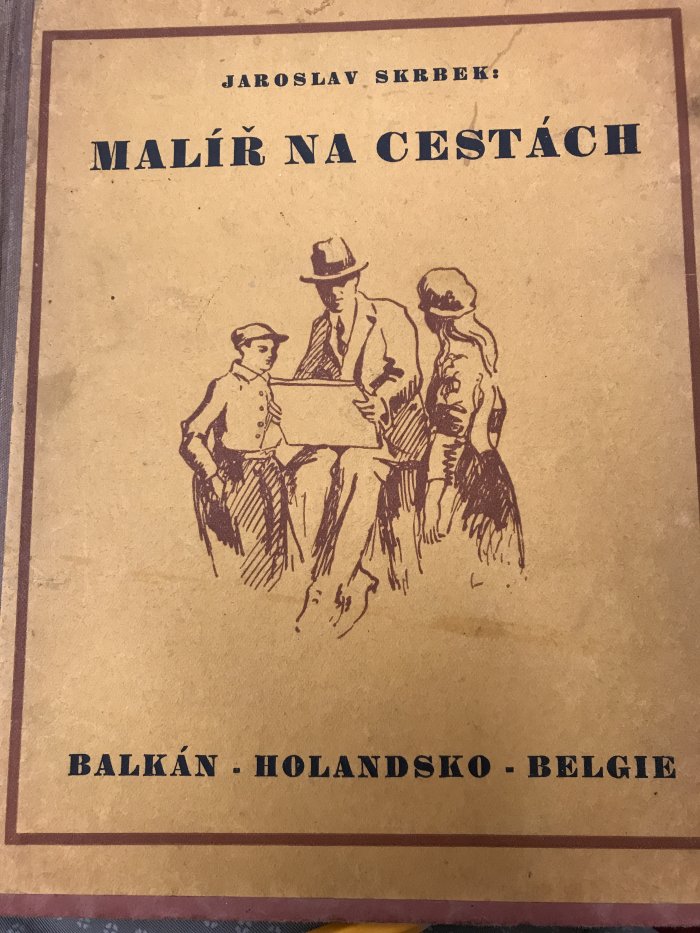 JAROSLAV SKRBEK:
MALÍŘ NA CESTÁCH
BALKÁN - HOLANDSKO - BELGIE